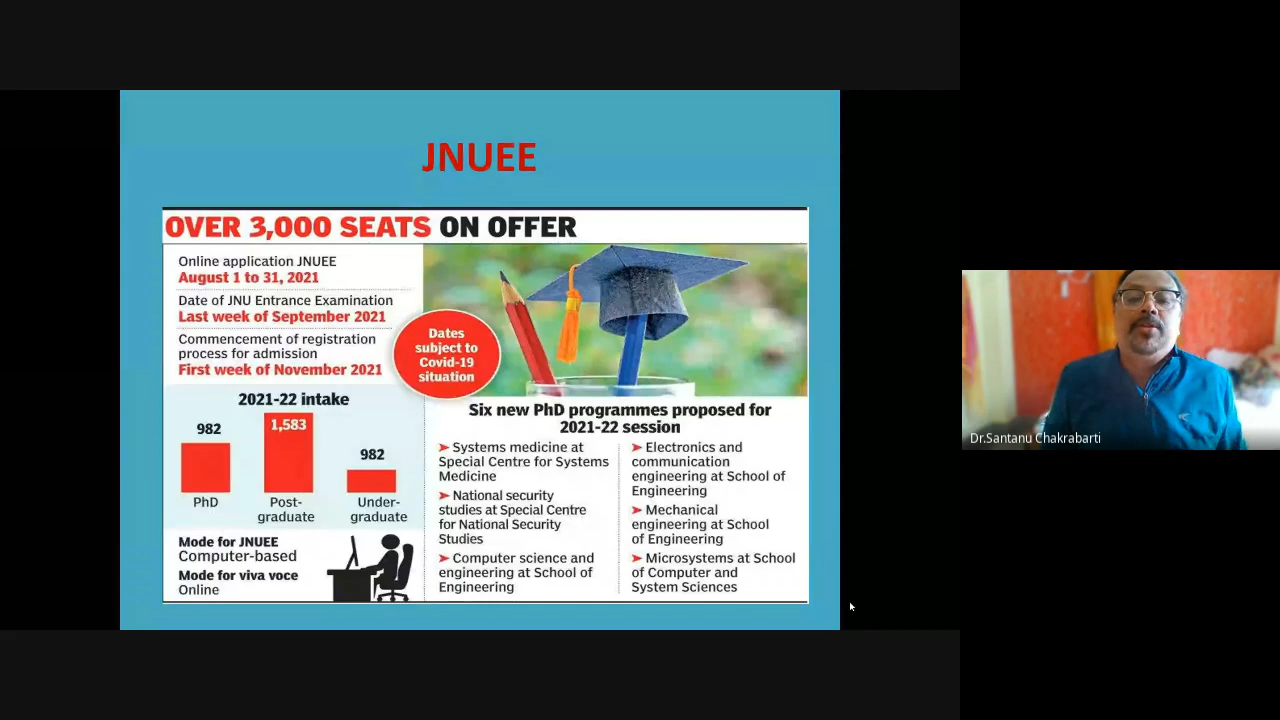 JNUEE
OVER 3,000 SEATS ON OFFER
Online application JNUEE
August 1 to 31, 2021
Date of JNU Entrance Examination
Last week of September 2021
Commencement of registration
process for admission
First week of November 2021
Dates
subject to
Covid-19
situation
2021-22 intake
982
1,583
982
PhD
Post-
graduate
Under-
graduate
Mode for JNUEE
Computer-based
Mode for viva voce
Online
Six new PhD programmes proposed for
2021-22 session
➤ Systems medicine at
Special Centre for Systems
Medicine
➤ National security
studies at Special Centre
for National Security
Studies
➤ Computer science and
engineering at School of
Engineering
➤ Electronics and
communication
engineering at School of
Engineering
➤ Mechanical
engineering at School
of Engineering
➤ Microsystems at School
of Computer and
System Sciences
Dr.Santanu Chakrabarti